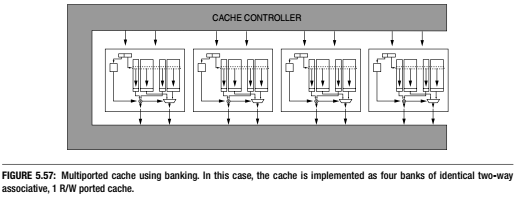 CACHE CONTROLLER
FIGURE 5.57: Multiported cache using banking. In this case, the cache is implemented as four banks of identical two-way
associative, 1 R/W ported cache.